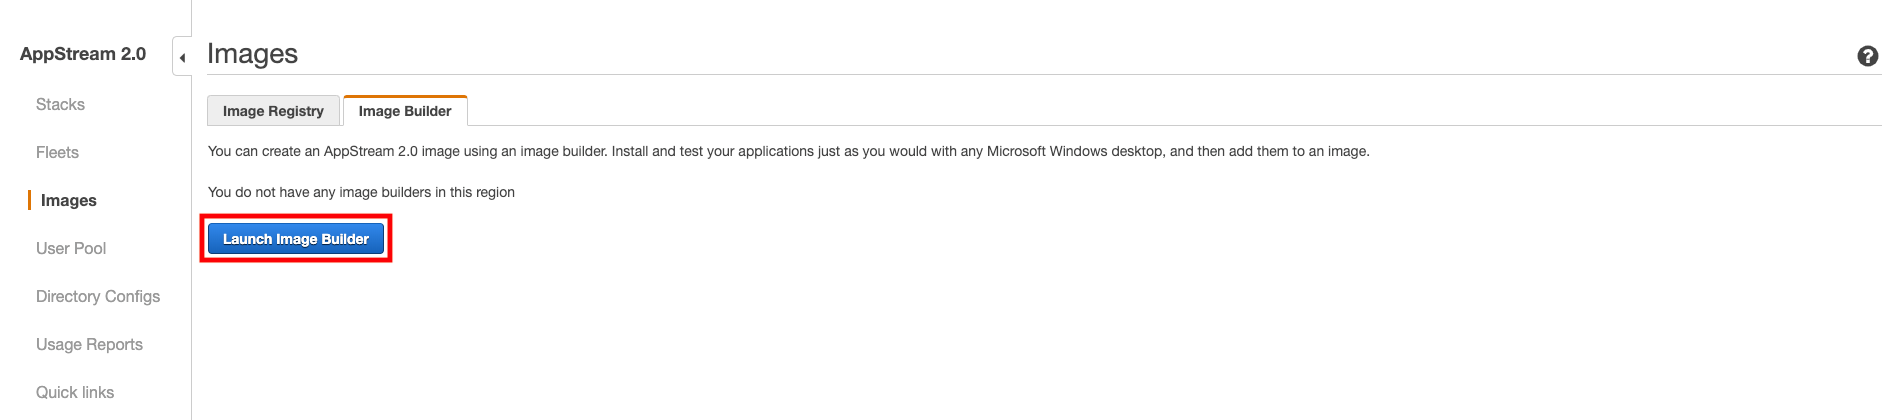 AppStream 2.0
Stacks
Fleets
Images
User Pool
Directory Configs
Usage Reports
Quick links
Images
?
Image Registry
Image Builder
You can create an AppStream 2.0 image using an image builder. Install and test your applications just as you would with any Microsoft Windows desktop, and then add them to an image.
You do not have any image builders in this region
Launch Image Builder